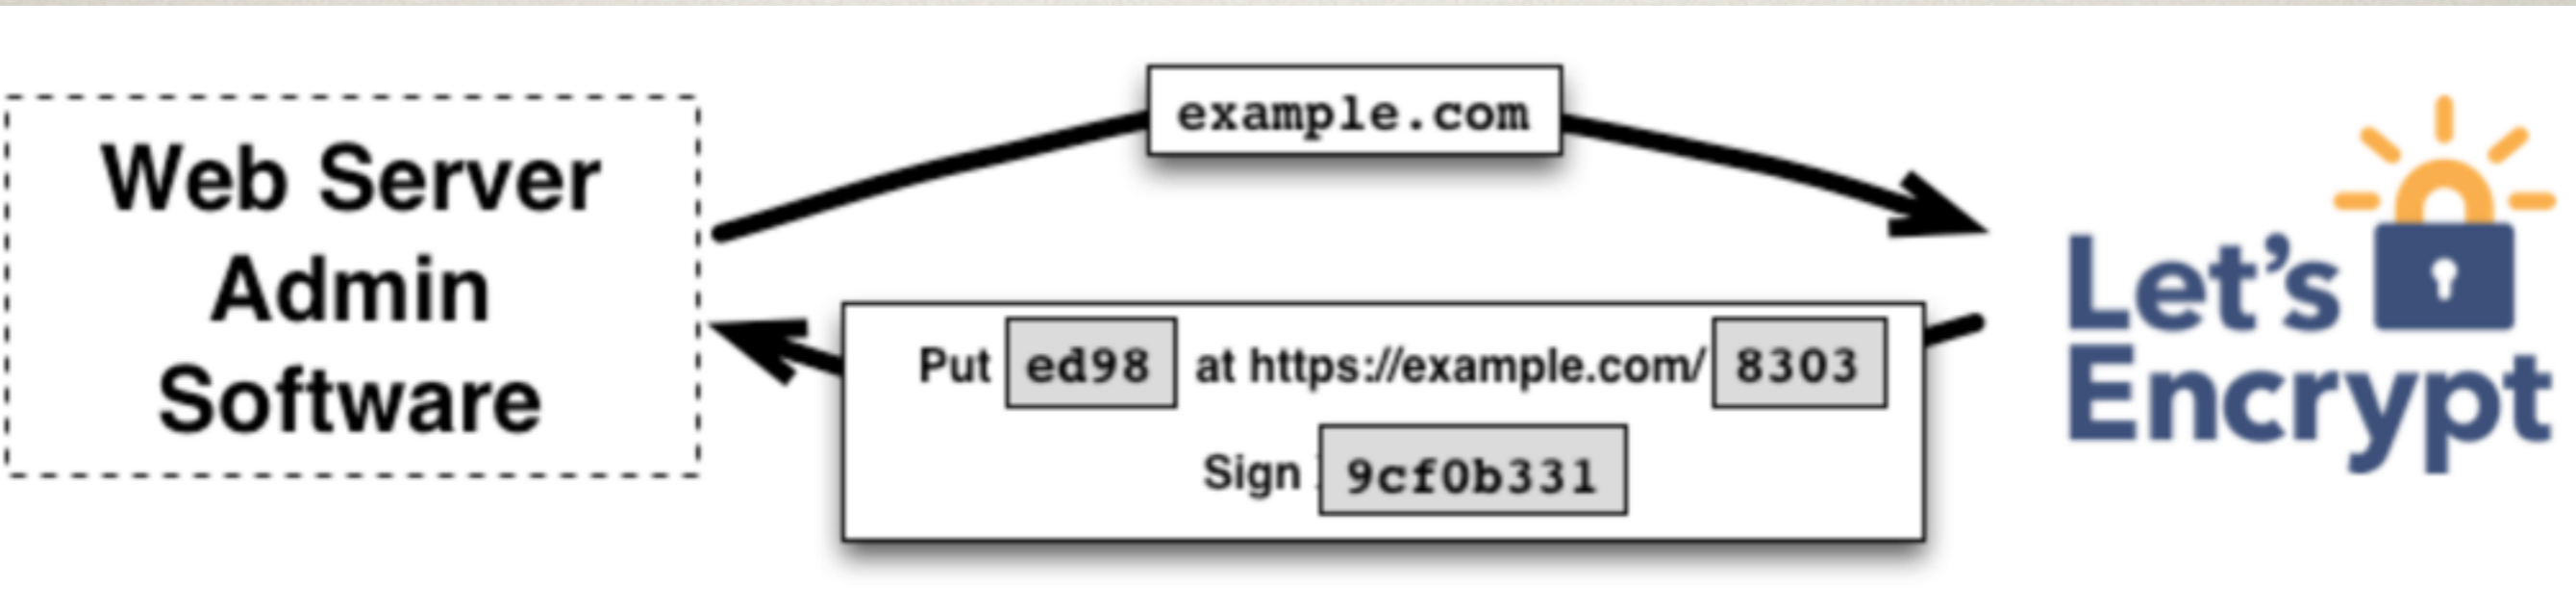 Web Server
Admin
Software
example.com
Put ed98 at https://example.com/ 8303
Sign 9cf0b331
Let's
Encrypt